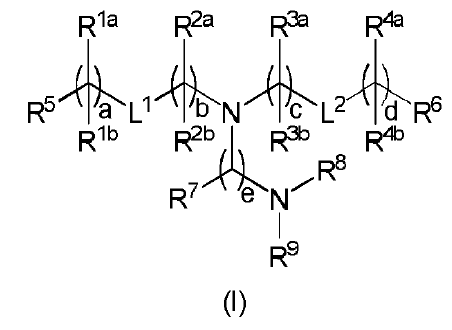 R1a R2a R3a R4a
R5 a L1 b N c L2 d R6
R1b R2b R3b R4b
R7 e N R8
R9
(I)